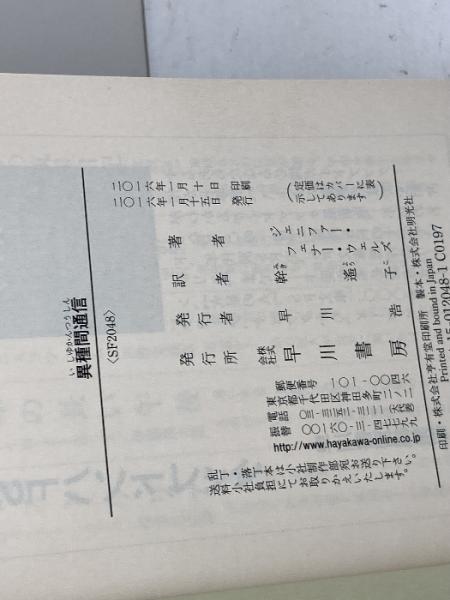 いしゅかんつうしん
異種間通信
〈SF2048〉
二〇一六年一月十日 印刷
二〇一六年一月十五日 発行
(定価はカバーに表示してあります)
著者 ジェニファー・フェナー・ウェルズ
訳者 幹 遙子
みき よう こ
発行者 早川 浩
発行所 株式会社 早川書房
郵便番号 一〇一-〇〇四六
東京都千代田区神田多町二ノ二
電話 〇三-三二五二-三一一一(大代表)
振替 〇〇一六〇-三-四七七九九
http://www.hayakawa-online.co.jp
乱丁・落丁本は小社制作部宛お送り下さい。
送料小社負担にてお取りかえいたします。
印刷・株式会社亨有堂印刷所 製本・株式会社明光社
Printed and bound in Japan
15-012048-1 C0197